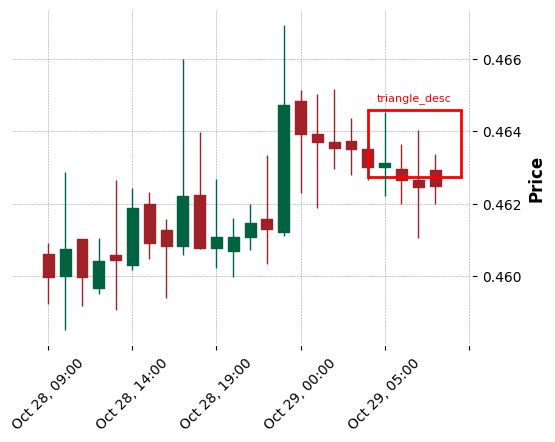 0.466
triangle_desc
0.464
0.462
0.460
Price
Oct 28, 09:00
Oct 28, 14:00
Oct 28, 19:00
Oct 29, 00:00
Oct 29, 05:00